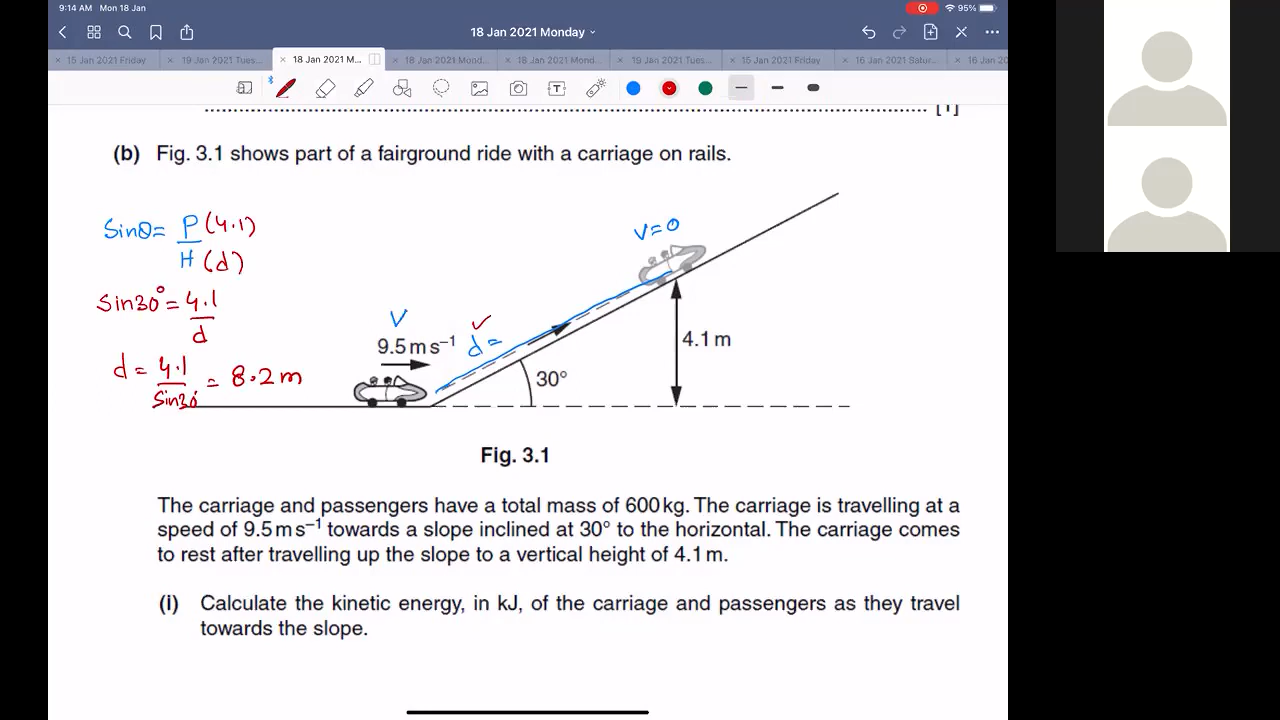 9:14 AM Mon 18 Jan
95%
18 Jan 2021 Monday
15 Jan 2021 Friday
19 Jan 2021 Tues...
18 Jan 2021 M...
18 Jan 2021 Mond...
18 Jan 2021 Mond...
19 Jan 2021 Tues...
15 Jan 2021 Friday
16 Jan 2021 Satur...
16 Jan 20
T
[1]
(b) Fig. 3.1 shows part of a fairground ride with a carriage on rails.
Sinθ= P (4.1)
H (d)
Sin30° = 4.1
d
d = 4.1 = 8.2 m
Sin30°
V
9.5 m s⁻¹
d =
V=0
4.1 m
30°
Fig. 3.1
The carriage and passengers have a total mass of 600 kg. The carriage is travelling at a
speed of 9.5 m s⁻¹ towards a slope inclined at 30° to the horizontal. The carriage comes
to rest after travelling up the slope to a vertical height of 4.1 m.
(i) Calculate the kinetic energy, in kJ, of the carriage and passengers as they travel
towards the slope.